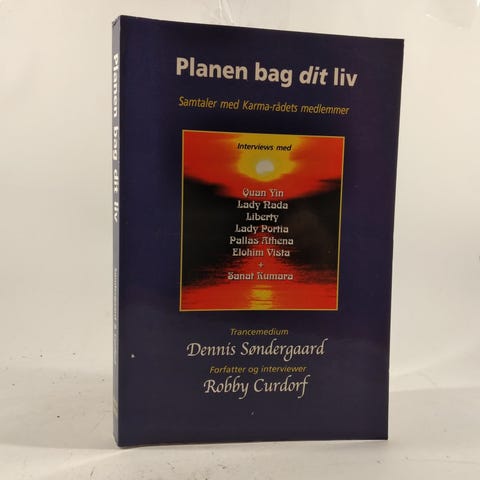 Planen bag dit liv
Samtaler med Karma-rådets medlemmer
Interviews med
Quan Yin
Lady Nada
Liberty
Lady Portia
Pallas Athena
Elohim Vista
+
Sanat Kumara
Trancemedium
Dennis Søndergaard
Forfatter og interviewer
Robby Curdorf
Planen bag dit liv